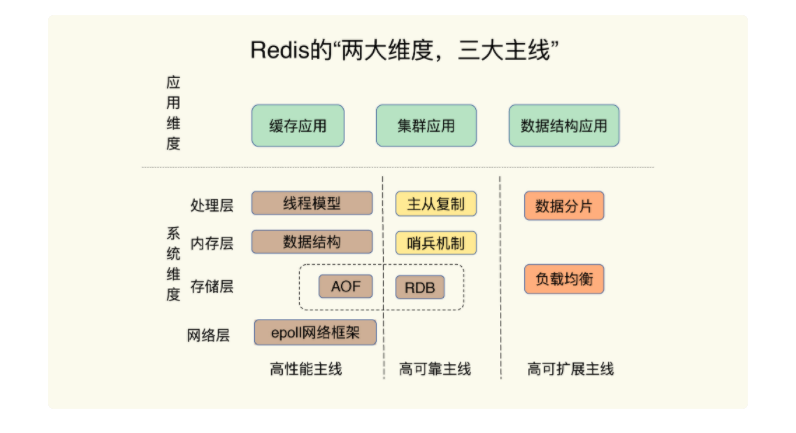 Redis的“两大维度，三大主线”
应用维度
缓存应用 集群应用 数据结构应用
系统维度
处理层 线程模型 主从复制 数据分片
内存层 数据结构 哨兵机制
存储层 AOF RDB 负载均衡
网络层 epoll网络框架
高性能主线 高可靠主线 高可扩展主线